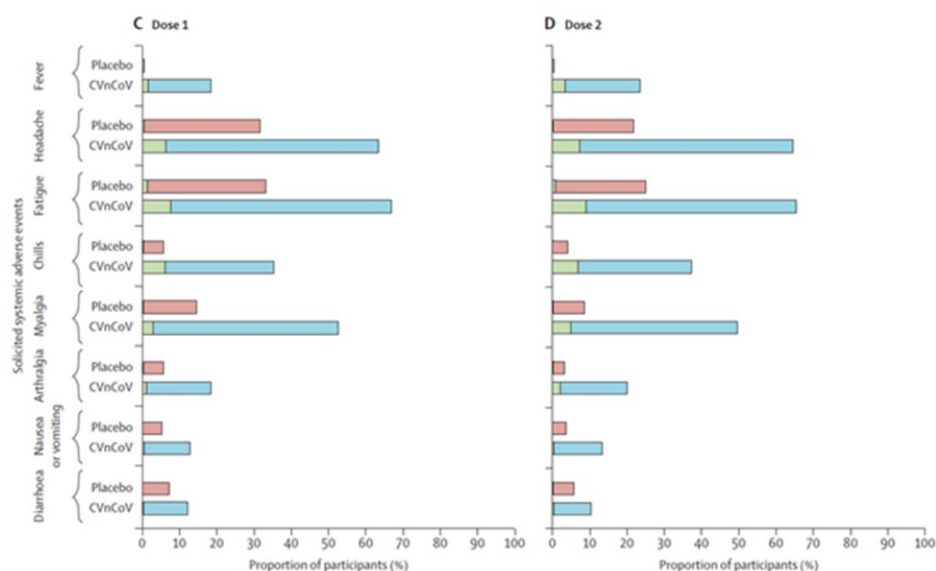 C Dose 1
D Dose 2
Solicited systemic adverse events
Fever
Placebo
CVnCoV
Headache
Placebo
CVnCoV
Fatigue
Placebo
CVnCoV
Chills
Placebo
CVnCoV
Myalgia
Placebo
CVnCoV
Arthralgia
Placebo
CVnCoV
Nausea
or vomiting
Placebo
CVnCoV
Diarrhoea
Placebo
CVnCoV
0 10 20 30 40 50 60 70 80 90 100
Proportion of participants (%)
0 10 20 30 40 50 60 70 80 90 100
Proportion of participants (%)